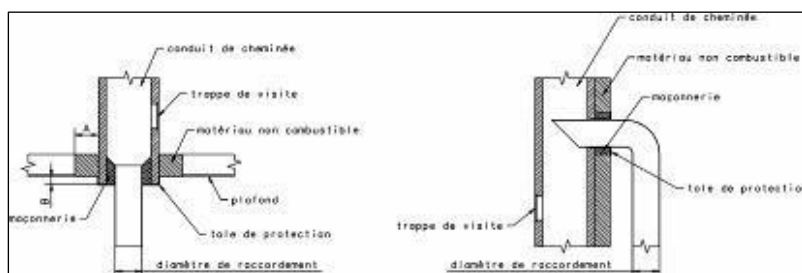 conduit de cheminée
trappe de visite
matériau non combustible
A
B
plafond
maçonnerie
tole de protection
diamètre de raccordement
conduit de cheminée
matériau non combustible
maçonnerie
tole de protection
trappe de visite
diamètre de raccordement